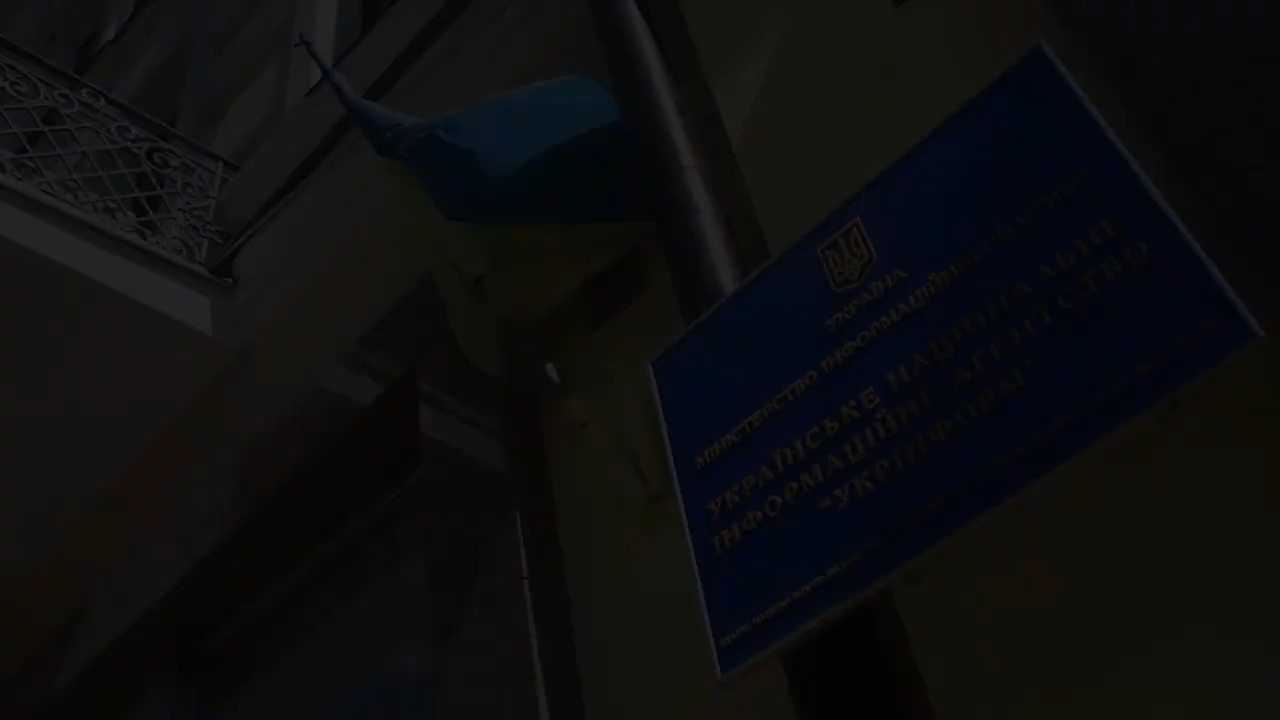 УКРАЇНА
МІНІСТЕРСТВО ІНФОРМАЦІЙНОЇ ПОЛІТИКИ
УКРАЇНСЬКЕ НАЦІОНАЛЬНЕ
ІНФОРМАЦІЙНЕ АГЕНТСТВО
"УКРІНФОРМ"